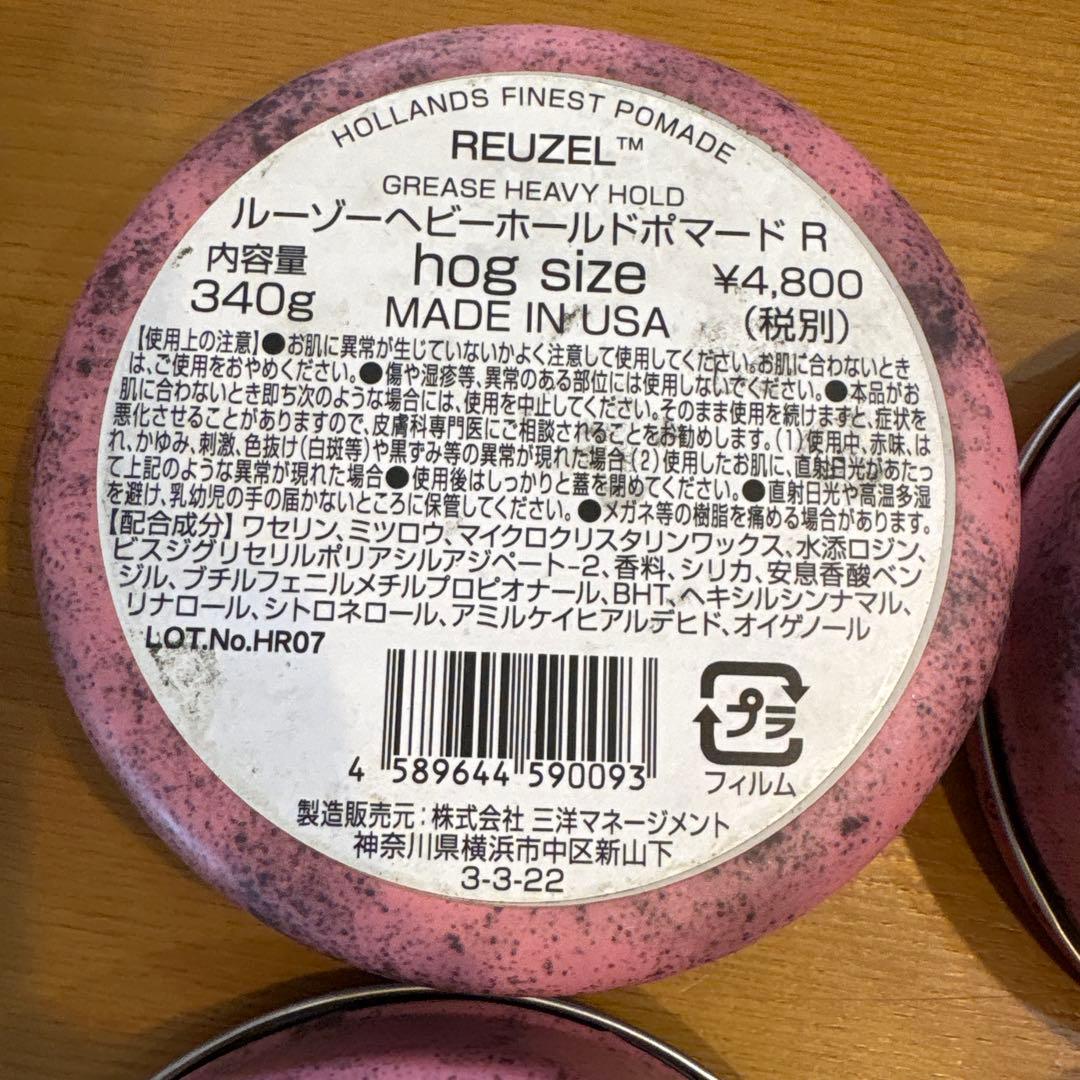 HOLLANDS FINEST POMADE
REUZEL™
GREASE HEAVY HOLD
ルーゾーヘビーホールドポマード R
内容量 hog size ¥4,800
340g MADE IN USA (税別)
【使用上の注意】●お肌に異常が生じていないかよく注意して使用してください。お肌に合わないとき
は、ご使用をおやめください。●傷や湿疹等、異常のある部位には使用しないでください。●本品がお
肌に合わないとき即ち次のような場合には、使用を中止してください。そのまま使用を続けますと、症状を
悪化させることがありますので、皮膚科専門医にご相談されることをお勧めします。(1)使用中、赤味、は
れ、かゆみ、刺激、色抜け(白斑等)や黒ずみ等の異常が現れた場合(2)使用したお肌に、直射日光があたっ
て上記のような異常が現れた場合●使用後はしっかりと蓋を閉めてください。●直射日光や高温多湿
を避け、乳幼児の手の届かないところに保管してください。●メガネ等の樹脂を痛める場合があります。
【配合成分】ワセリン、ミツロウ、マイクロクリスタリンワックス、水添ロジン、
ビスジグリセリルポリアシルアジペート-2、香料、シリカ、安息香酸ベン
ジル、ブチルフェニルメチルプロピオナール、BHT、ヘキシルシンナマル、
リナロール、シトロネロール、アミルケイヒアルデヒド、オイゲノール
LOT.No.HR07
4 589644 590093
プラ
フィルム
製造販売元:株式会社 三洋マネージメント
神奈川県横浜市中区新山下
3-3-22